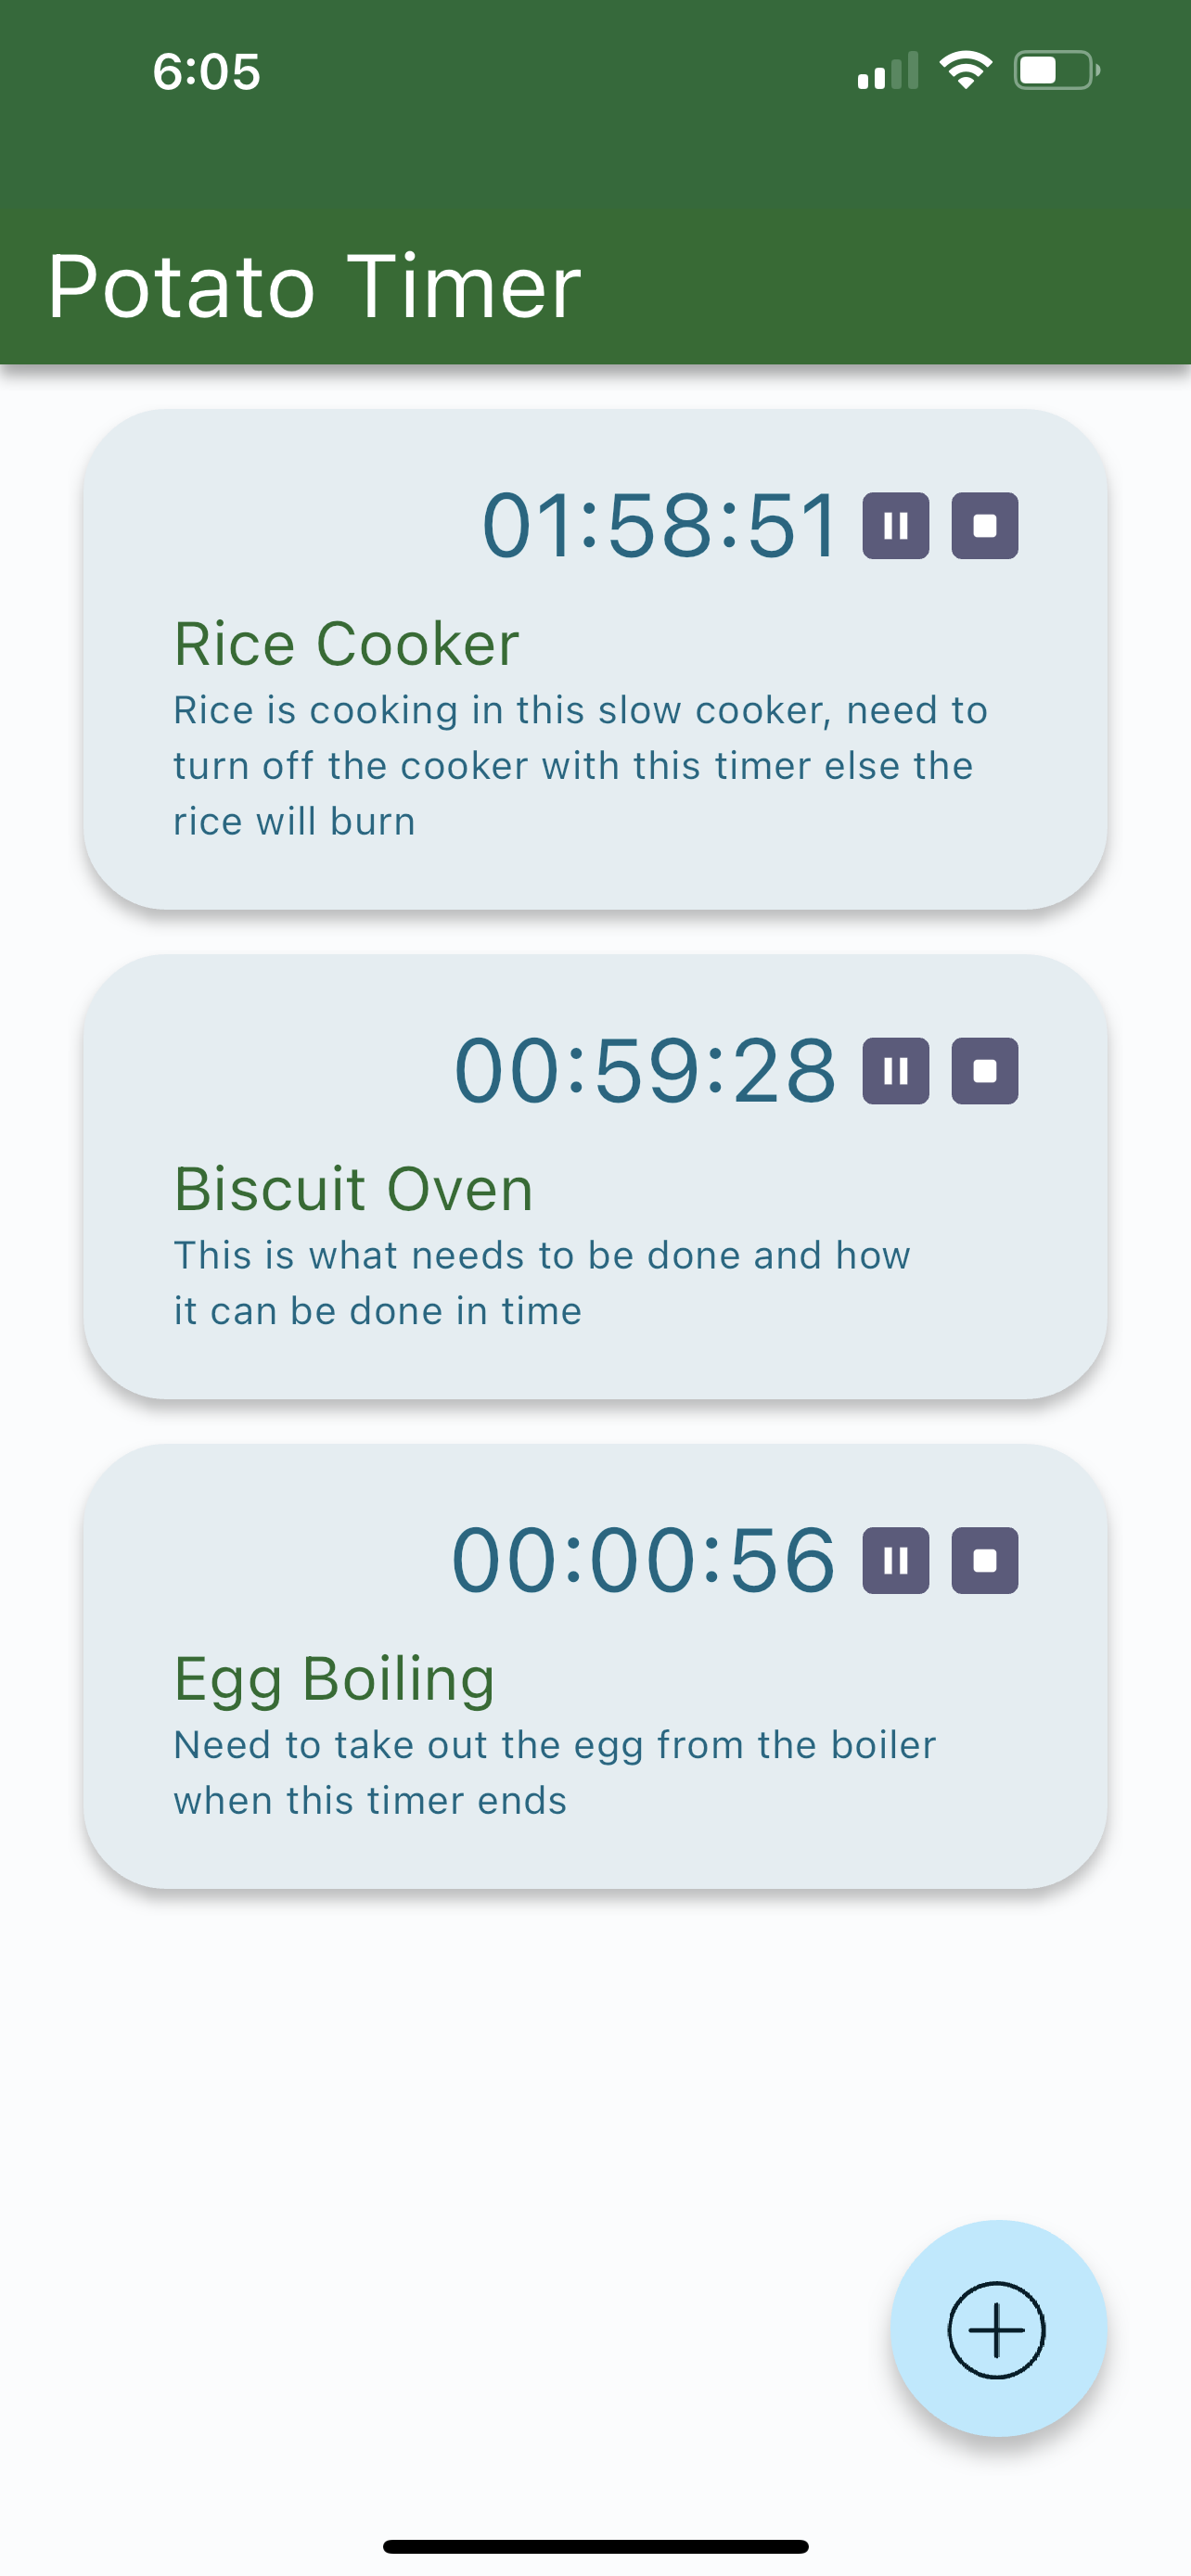 6:05
Potato Timer
01:58:51
Rice Cooker
Rice is cooking in this slow cooker, need to
turn off the cooker with this timer else the
rice will burn
00:59:28
Biscuit Oven
This is what needs to be done and how
it can be done in time
00:00:56
Egg Boiling
Need to take out the egg from the boiler
when this timer ends